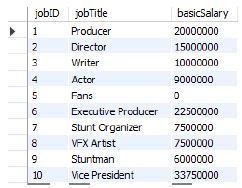 jobID jobTitle basicSalary
1 Producer 20000000
2 Director 15000000
3 Writer 10000000
4 Actor 9000000
5 Fans 0
6 Executive Producer 22500000
7 Stunt Organizer 7500000
8 VFX Artist 7500000
9 Stuntman 6000000
10 Vice President 33750000